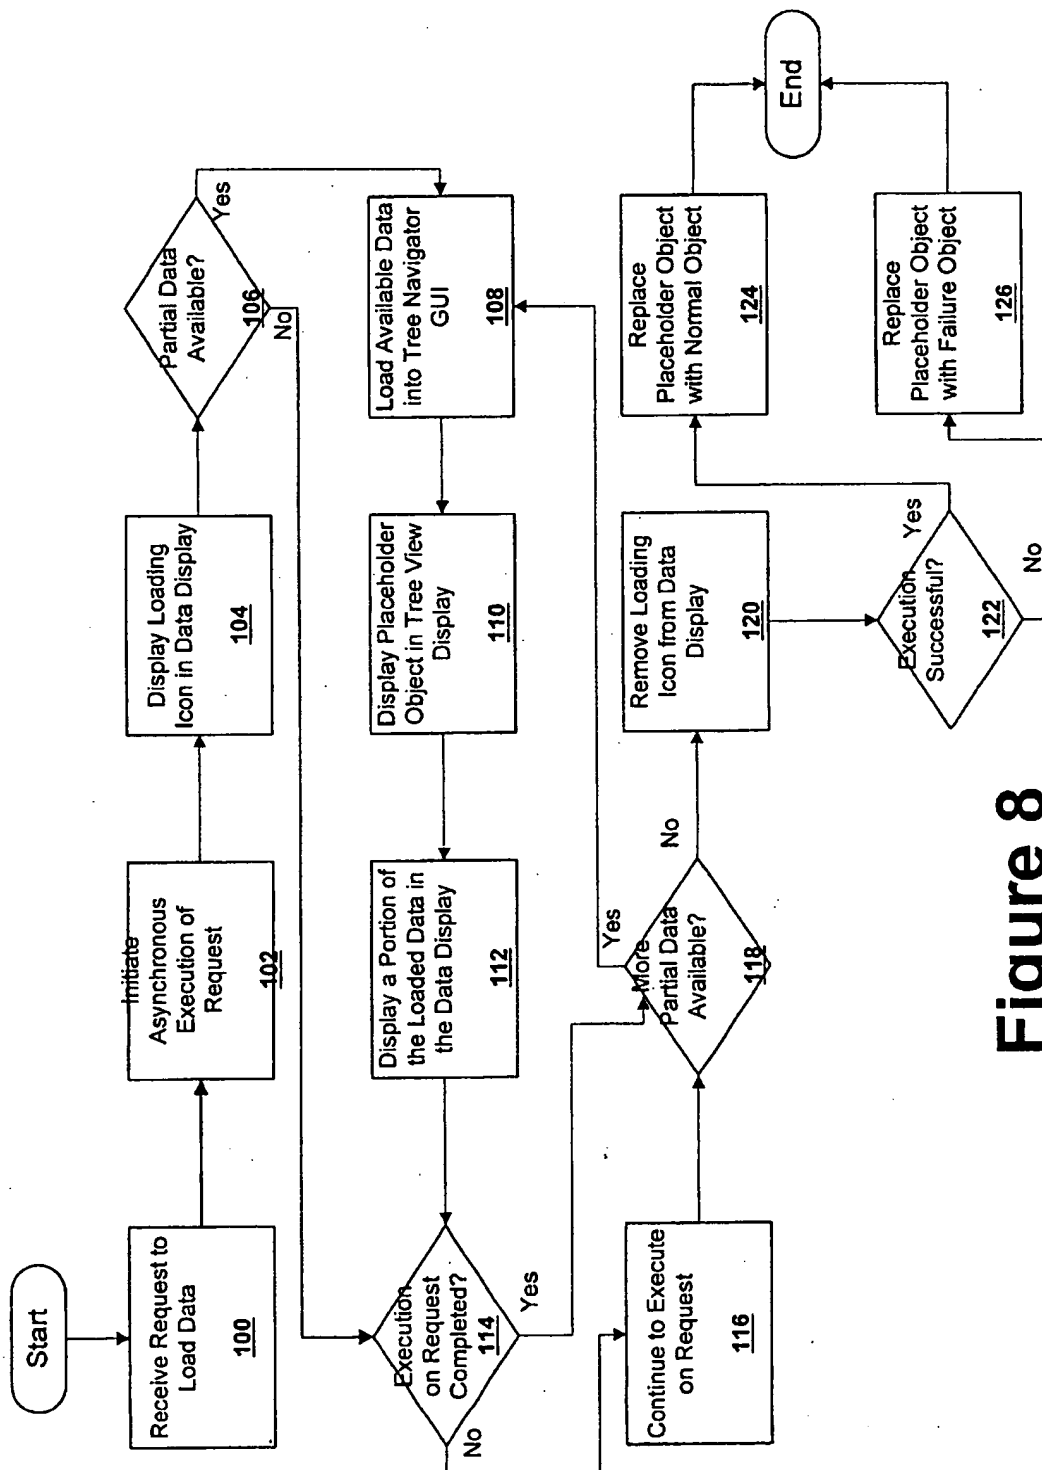 Start
Receive Request to
Load Data
100
Initiate
Asynchronous
Execution of
Request
102
Display Loading
Icon in Data Display
104
Partial Data
Available?
106
Yes
No
Load Available Data
into Tree Navigator
GUI
108
Display Placeholder
Object in Tree View
Display
110
Display a Portion of
the Loaded Data in
the Data Display
112
Execution
on Request
Completed?
114
Yes
No
Continue to Execute
on Request
116
More
Partial Data
Available?
118
Yes
No
Remove Loading
Icon from Data
Display
120
Execution
Successful?
122
Yes
No
Replace
Placeholder Object
with Normal Object
124
Replace
Placeholder Object
with Failure Object
126
End
Figure 8